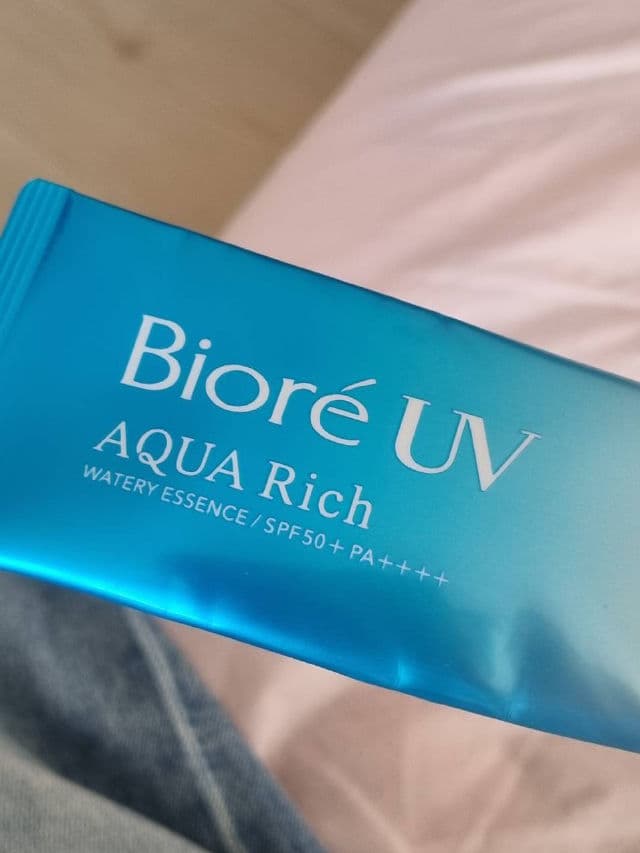 Bioré UV
AQUA Rich
WATERY ESSENCE / SPF50+ PA++++